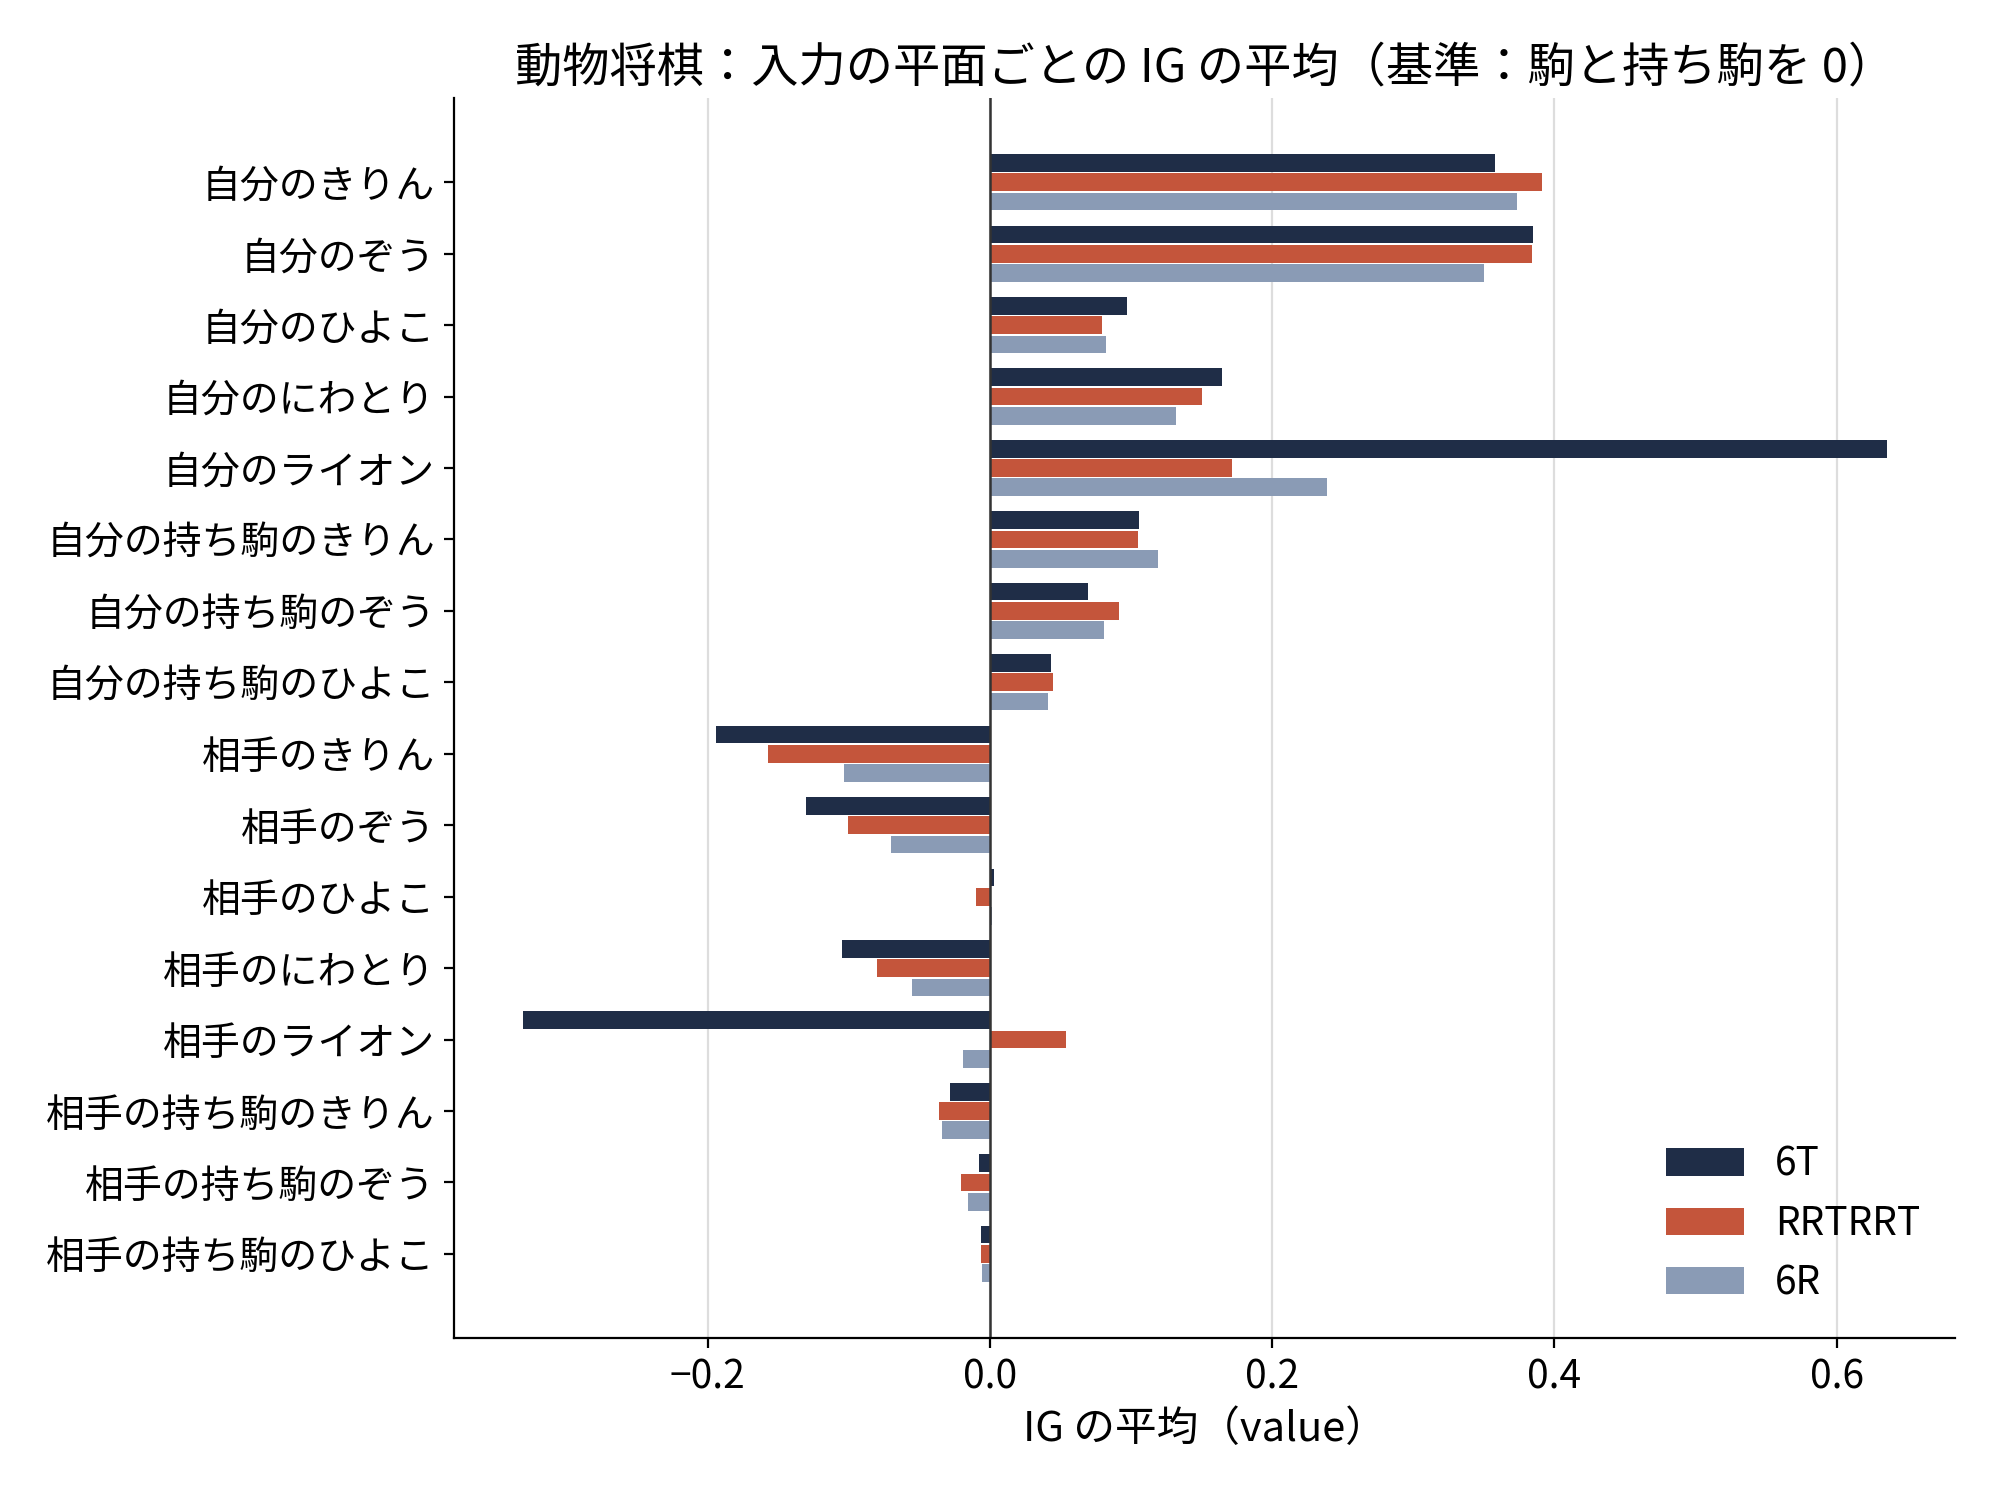 動物将棋：入力の平面ごとの IG の平均（基準：駒と持ち駒を 0）
自分のきりん
自分のぞう
自分のひよこ
自分のにわとり
自分のライオン
自分の持ち駒のきりん
自分の持ち駒のぞう
自分の持ち駒のひよこ
相手のきりん
相手のぞう
相手のひよこ
相手のにわとり
相手のライオン
相手の持ち駒のきりん
相手の持ち駒のぞう
相手の持ち駒のひよこ
6T
RRTRRT
6R
−0.2 0.0 0.2 0.4 0.6
IG の平均（value）